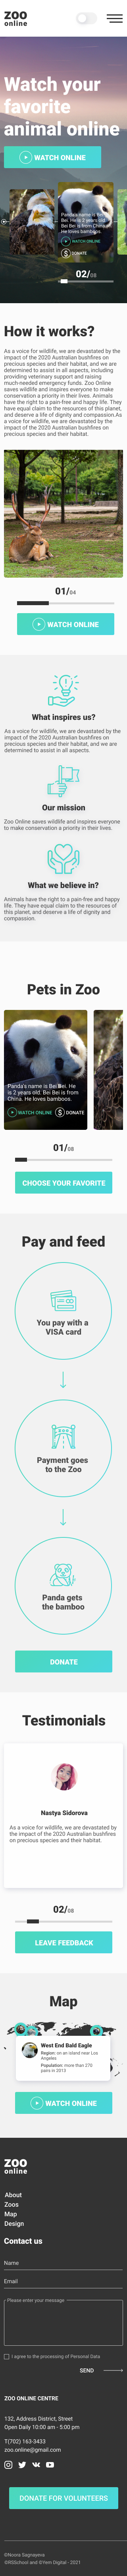 ZOO
online
Watch your
favorite
animal online
WATCH ONLINE
Panda's name is Bei
Bei. He is 2 years old.
Bei Bei is from China.
He loves bamboos.
WATCH ONLINE
DONATE
02/08
How it works?
As a voice for wildlife, we are devastated by the
impact of the 2020 Australian bushfires on
precious species and their habitat, and we are
determined to assist in all aspects, from
providing veterinary support and raising
much-needed emergency funds. Zoo Online
saves wildlife and inspires everyone to make
conservation a priority in their lives. Animals
have the right to a pain-free and happy life. They
have equal claim to the resources of this planet,
and deserve a life of dignity and compassion.As
a voice for wildlife, we are devastated by the
impact of the 2020 Australian bushfires on
precious species and their habitat.
01/04
WATCH ONLINE
What inspires us?
As a voice for wildlife, we are devastated by the
impact of the 2020 Australian bushfires on
precious species and their habitat, and we are
determined to assist in all aspects.
Our mission
Zoo Online saves wildlife and inspires everyone
to make conversation a priority in their lives.
What we believe in?
Animals have the right to a pain-free and happy
life. They have equal claim to the resources of
this planet, and deserve a life of dignity and
compassion.
Pets in Zoo
Panda's name is Bei Bei. He
is 2 years old. Bei Bei is from
China. He loves bamboos.
WATCH ONLINE
DONATE
01/08
CHOOSE YOUR FAVORITE
Pay and feed
You pay with a
VISA card
Payment goes
to the Zoo
Panda gets
the bamboo
DONATE
Testimonials
Nastya Sidorova
As a voice for wildlife, we are devastated by
the impact of the 2020 Australian bushfires
on precious species and their habitat.
02/08
LEAVE FEEDBACK
Map
West End Bald Eagle
Region: on an island near Los
Angeles
Population: more than 270
pairs in 2013
WATCH ONLINE
ZOO
online
About
Zoos
Map
Design
Contact us
Name
Email
Please enter your message
I agree to the processing of Personal Data
SEND
ZOO ONLINE CENTRE
132, Address District, Street
Open Daily 10:00 am - 5:00 pm
T(702) 163-3433
zoo.online@gmail.com
DONATE FOR VOLUNTEERS
©Noore Sagnayeva
©RSSchool and ©Yem Digital - 2021